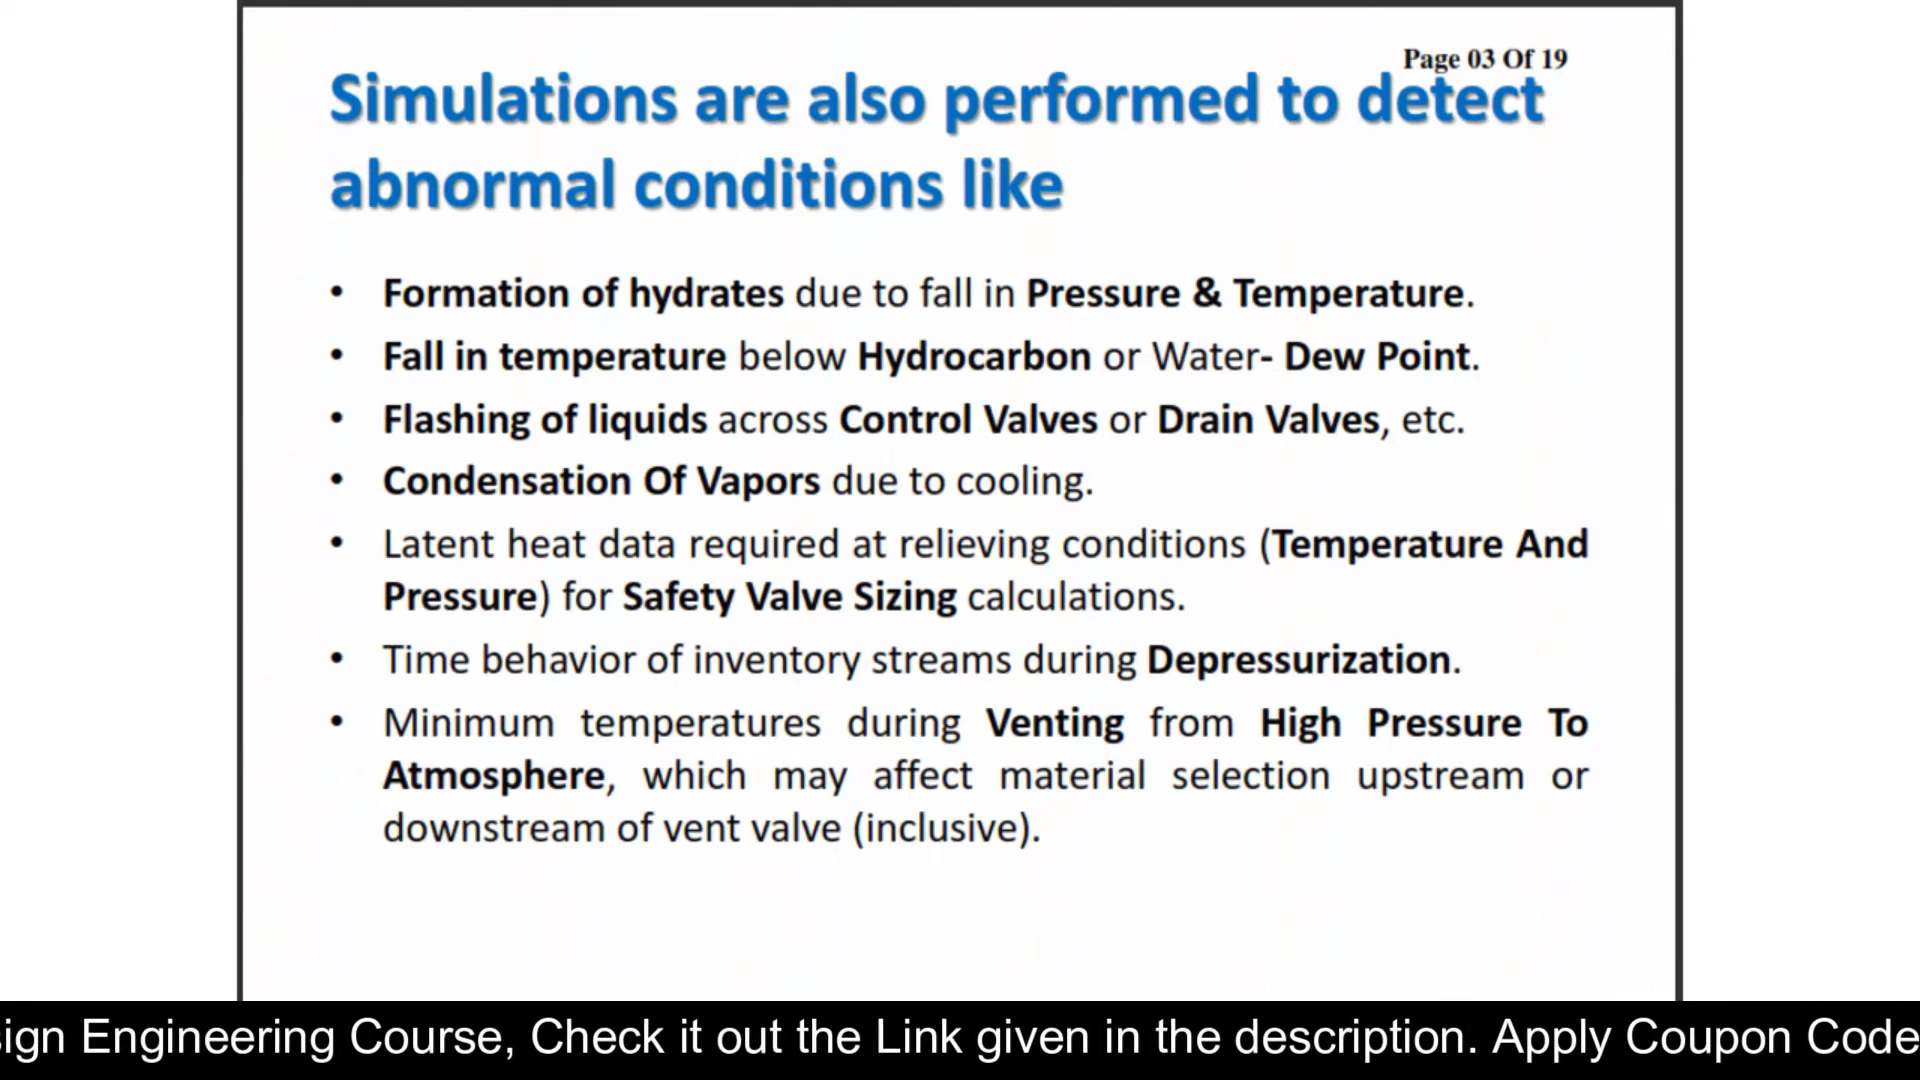 Page 03 Of 19
Simulations are also performed to detect
abnormal conditions like
• Formation of hydrates due to fall in Pressure & Temperature.
• Fall in temperature below Hydrocarbon or Water- Dew Point.
• Flashing of liquids across Control Valves or Drain Valves, etc.
• Condensation Of Vapors due to cooling.
• Latent heat data required at relieving conditions (Temperature And
Pressure) for Safety Valve Sizing calculations.
• Time behavior of inventory streams during Depressurization.
• Minimum temperatures during Venting from High Pressure To
Atmosphere, which may affect material selection upstream or
downstream of vent valve (inclusive).
ign Engineering Course, Check it out the Link given in the description. Apply Coupon Code